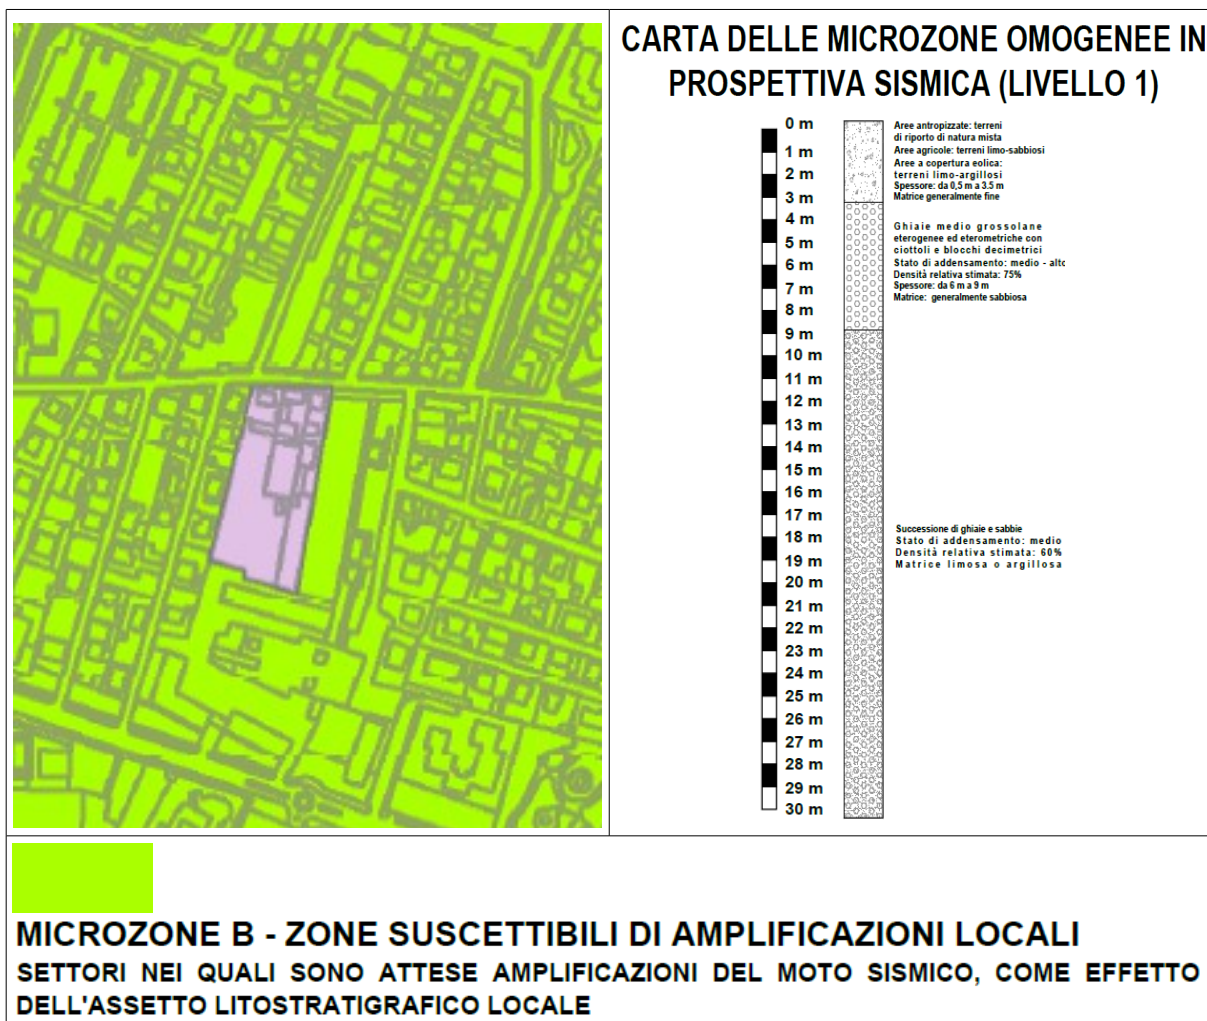 CARTA DELLE MICROZONE OMOGENEE IN
PROSPETTIVA SISMICA (LIVELLO 1)
0 m
1 m
2 m
3 m
4 m
5 m
6 m
7 m
8 m
9 m
10 m
11 m
12 m
13 m
14 m
15 m
16 m
17 m
18 m
19 m
20 m
21 m
22 m
23 m
24 m
25 m
26 m
27 m
28 m
29 m
30 m
Aree antropizzate: terreni
di riporto di natura mista
Aree agricole: terreni limo-sabbiosi
Aree a copertura eolica:
terreni limo-argillosi
Spessore: da 0,5 m a 3.5 m
Matrice generalmente fine
Ghiaie medio grossolane
eterogenee ed eterometriche con
ciottoli e blocchi decimetrici
Stato di addensamento: medio - alto
Densità relativa stimata: 75%
Spessore: da 6 m a 9 m
Matrice: generalmente sabbiosa
Successione di ghiaie e sabbie
Stato di addensamento: medio
Densità relativa stimata: 60%
Matrice limosa o argillosa
MICROZONE B - ZONE SUSCETTIBILI DI AMPLIFICAZIONI LOCALI
SETTORI NEI QUALI SONO ATTESE AMPLIFICAZIONI DEL MOTO SISMICO, COME EFFETTO
DELL'ASSETTO LITOSTRATIGRAFICO LOCALE